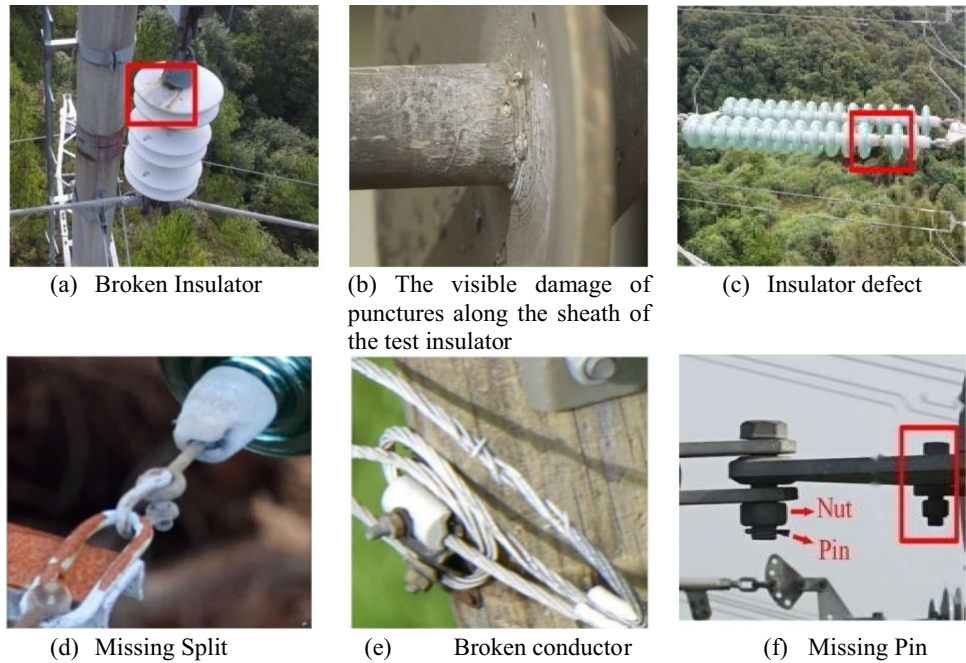 (a) Broken Insulator
(b) The visible damage of
punctures along the sheath of
the test insulator
(c) Insulator defect
Nut
Pin
(d) Missing Split
(e) Broken conductor
(f) Missing Pin